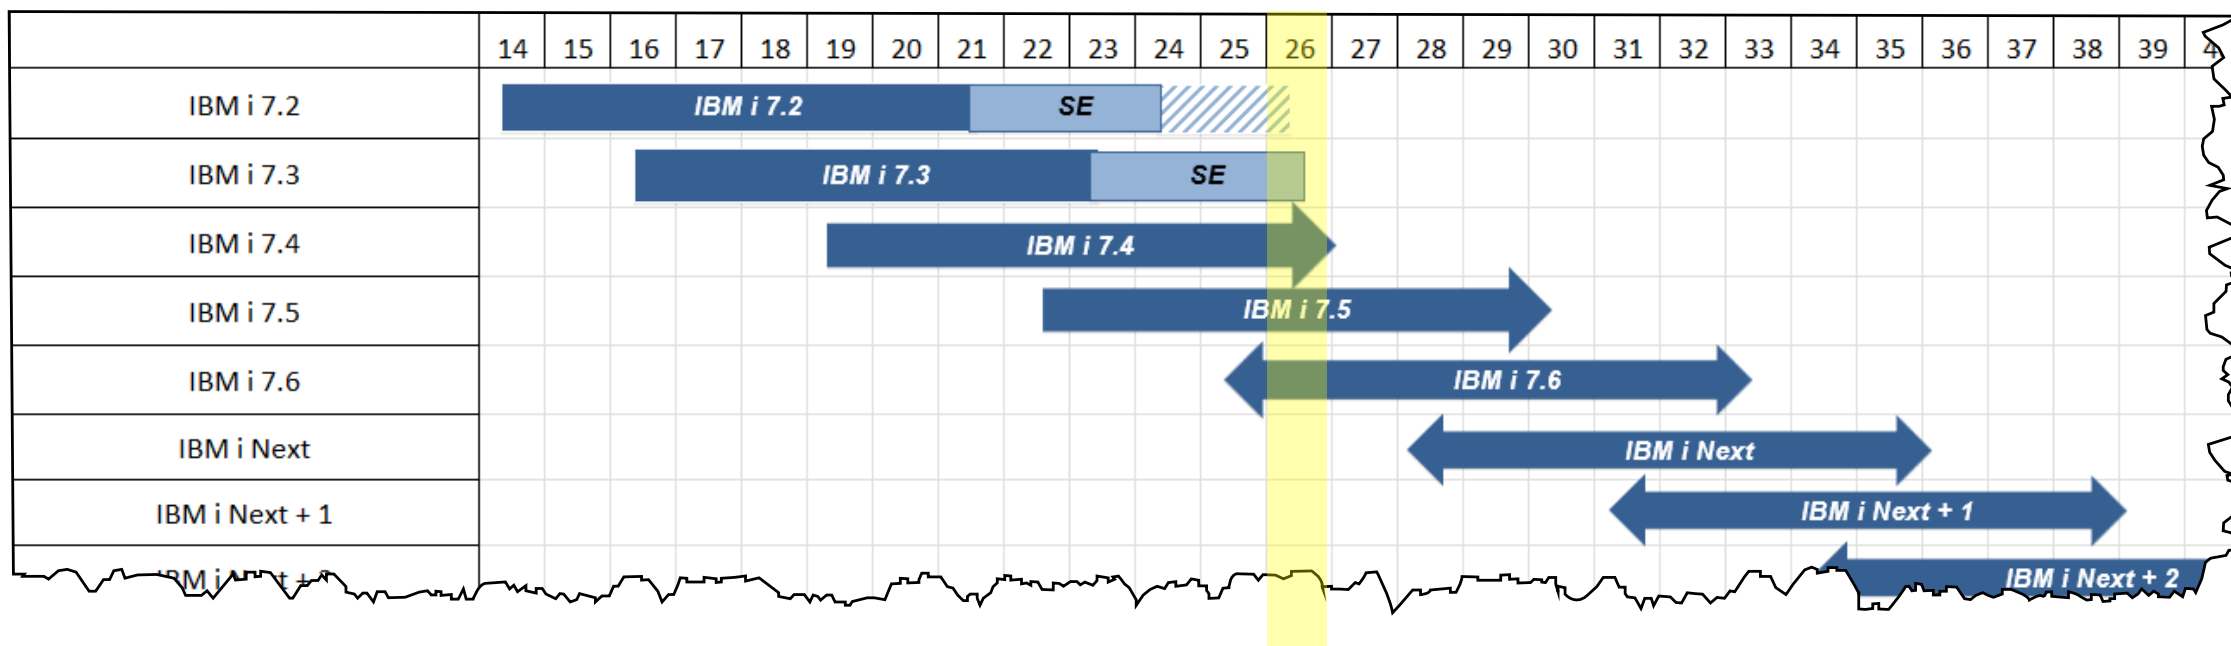 14 15 16 17 18 19 20 21 22 23 24 25 26 27 28 29 30 31 32 33 34 35 36 37 38 39 4
IBM i 7.2 IBM i 7.2 SE
IBM i 7.3 IBM i 7.3 SE
IBM i 7.4 IBM i 7.4
IBM i 7.5 IBM i 7.5
IBM i 7.6 IBM i 7.6
IBM i Next IBM i Next
IBM i Next + 1 IBM i Next + 1
IBM i Next + 2